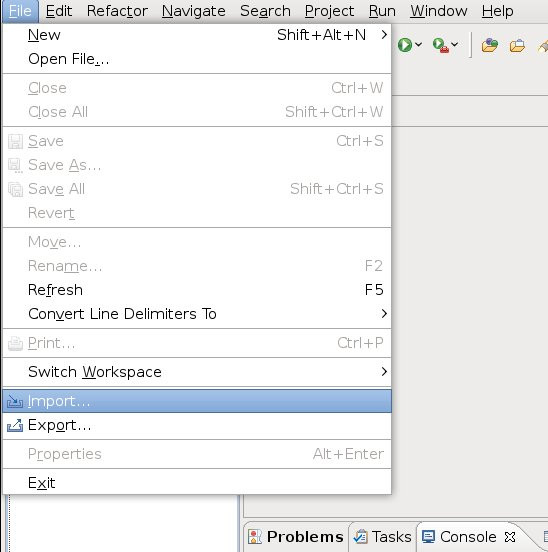 File Edit Refactor Navigate Search Project Run Window Help
New Shift+Alt+N
Open File...
Close Ctrl+W
Close All Shift+Ctrl+W
Save Ctrl+S
Save As...
Save All Shift+Ctrl+S
Revert
Move...
Rename... F2
Refresh F5
Convert Line Delimiters To
Print... Ctrl+P
Switch Workspace
Import...
Export...
Properties Alt+Enter
Exit
Problems Tasks Console